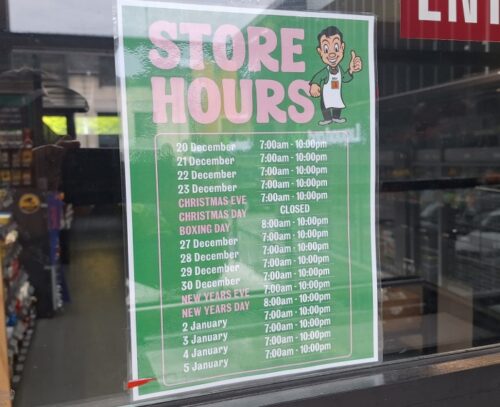 STORE
HOURS
20 December 7:00am - 10:00pm
21 December 7:00am - 10:00pm
22 December 7:00am - 10:00pm
23 December 7:00am - 10:00pm
CHRISTMAS EVE 7:00am - 10:00pm
CHRISTMAS DAY CLOSED
BOXING DAY 8:00am - 10:00pm
27 December 7:00am - 10:00pm
28 December 7:00am - 10:00pm
29 December 7:00am - 10:00pm
30 December 7:00am - 10:00pm
NEW YEARS EVE 7:00am - 10:00pm
NEW YEARS DAY 8:00am - 10:00pm
2 January 7:00am - 10:00pm
3 January 7:00am - 10:00pm
4 January 7:00am - 10:00pm
5 January 7:00am - 10:00pm